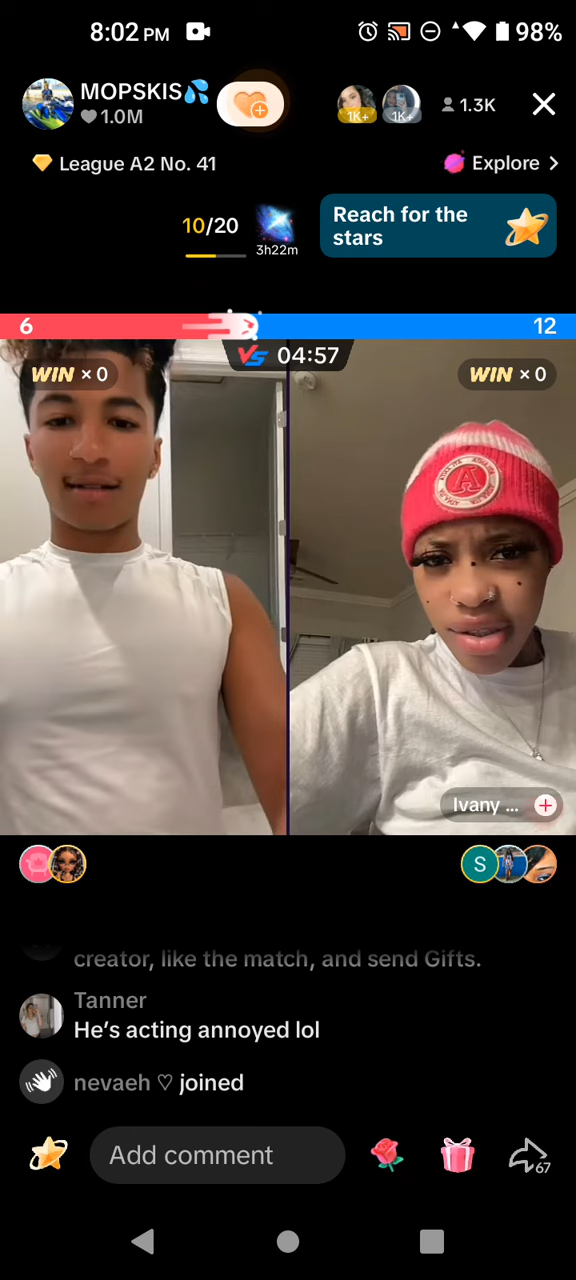 8:02 PM
98%
MOPSKIS💦
1.0M
1K+
1K+
1.3K
League A2 No. 41
Explore >
10/20
3h22m
Reach for the
stars
6
12
VS 04:57
WIN × 0
WIN × 0
A
Ivany ...
S
creator, like the match, and send Gifts.
Tanner
He's acting annoyed lol
nevaeh ♡ joined
Add comment
67